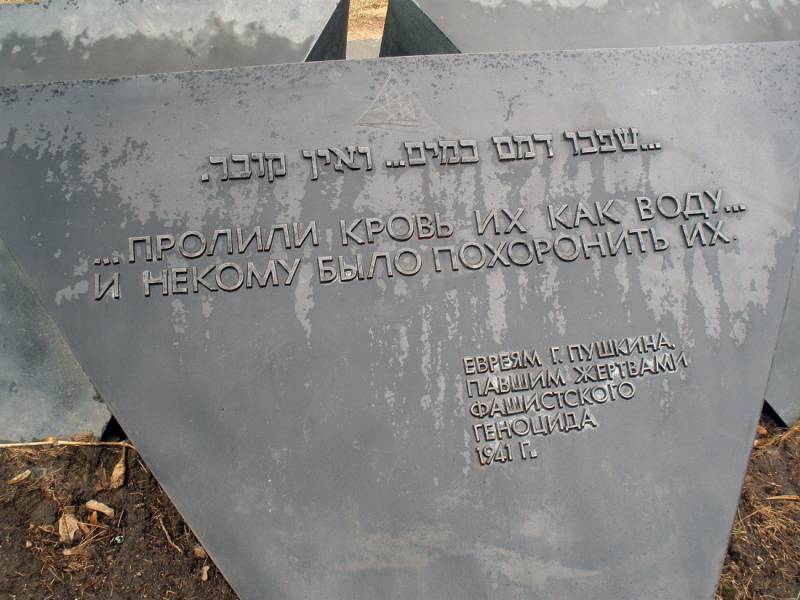 ...שפכו דמם כמים... ואין קובר.
...ПРОЛИЛИ КРОВЬ ИХ КАК ВОДУ...
И НЕКОМУ БЫЛО ПОХОРОНИТЬ ИХ.
ЕВРЕЯМ Г. ПУШКИНА,
ПАВШИМ ЖЕРТВАМИ
ФАШИСТСКОГО
ГЕНОЦИДА
1941 Г.